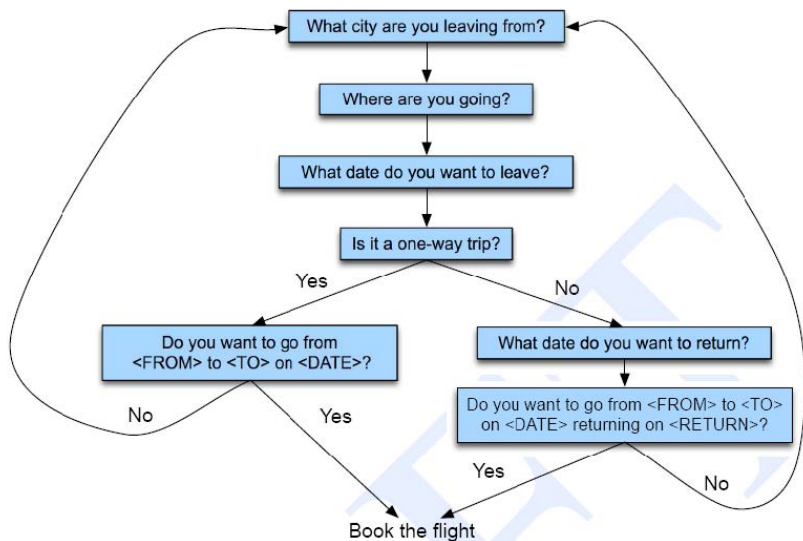 What city are you leaving from?
Where are you going?
What date do you want to leave?
Is it a one-way trip?
Yes
No
Do you want to go from
<FROM> to <TO> on <DATE>?
What date do you want to return?
Do you want to go from <FROM> to <TO>
on <DATE> returning on <RETURN>?
No
Yes
Yes
No
Book the flight